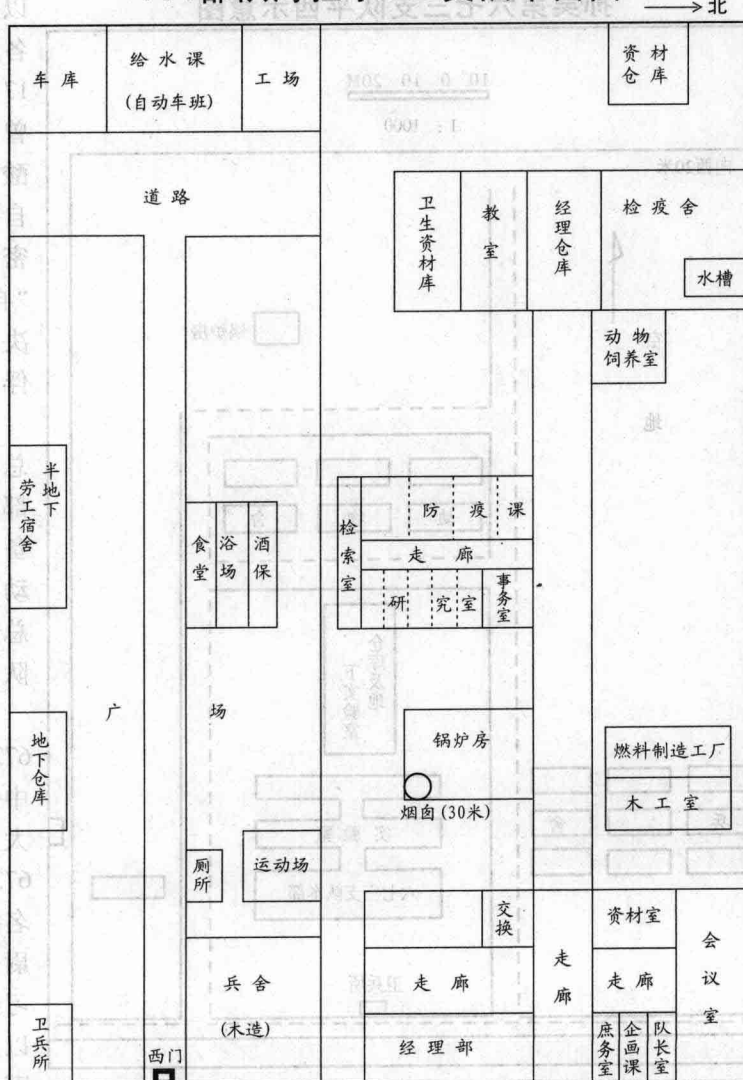 北
车库
给水课
(自动车班)
工场
资材
仓库
道路
卫生资材库
教室
经理仓库
检疫舍
水槽
动物
饲养室
半地下
劳工宿舍
食堂
浴场
酒保
检索室
防疫课
走廊
研究室
事务室
广场
地下仓库
锅炉房
烟囱(30米)
燃料制造工厂
木工室
厕所
运动场
交换
资材室
会议室
走廊
走廊
走廊
兵舍
(木造)
卫兵所
西门
经理部
庶务室
企画课
队长室